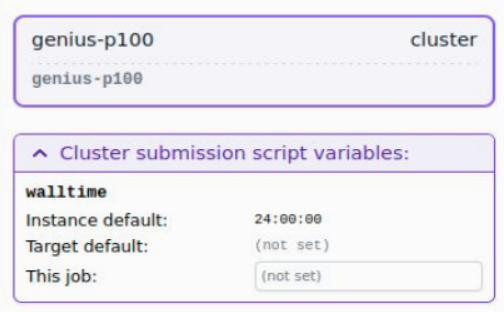 genius-p100 cluster
genius-p100
Cluster submission script variables:
walltime
Instance default: 24:00:00
Target default: (not set)
This job: (not set)